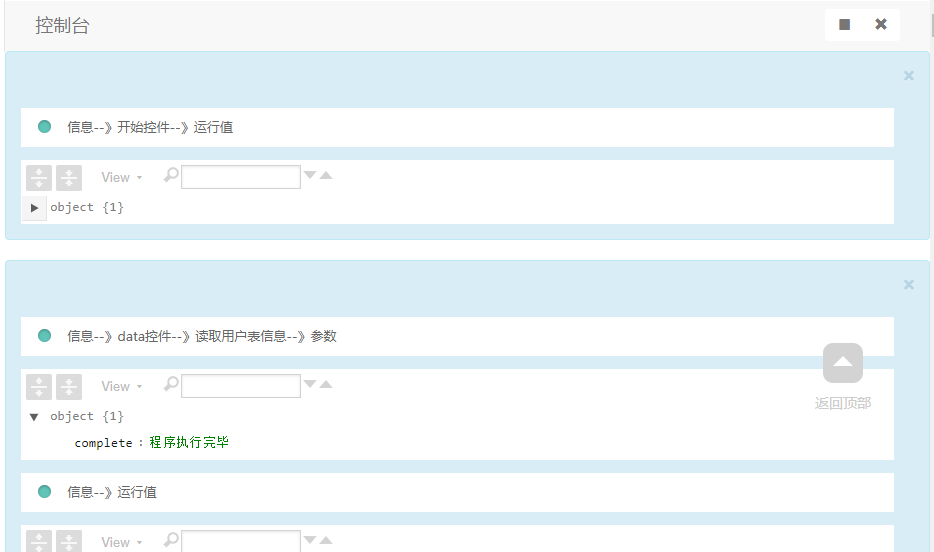 控制台
信息--》开始控件--》运行值
View
object {1}
信息--》data控件--》读取用户表信息--》参数
View
object {1}
complete : 程序执行完毕
返回顶部
信息--》运行值
View